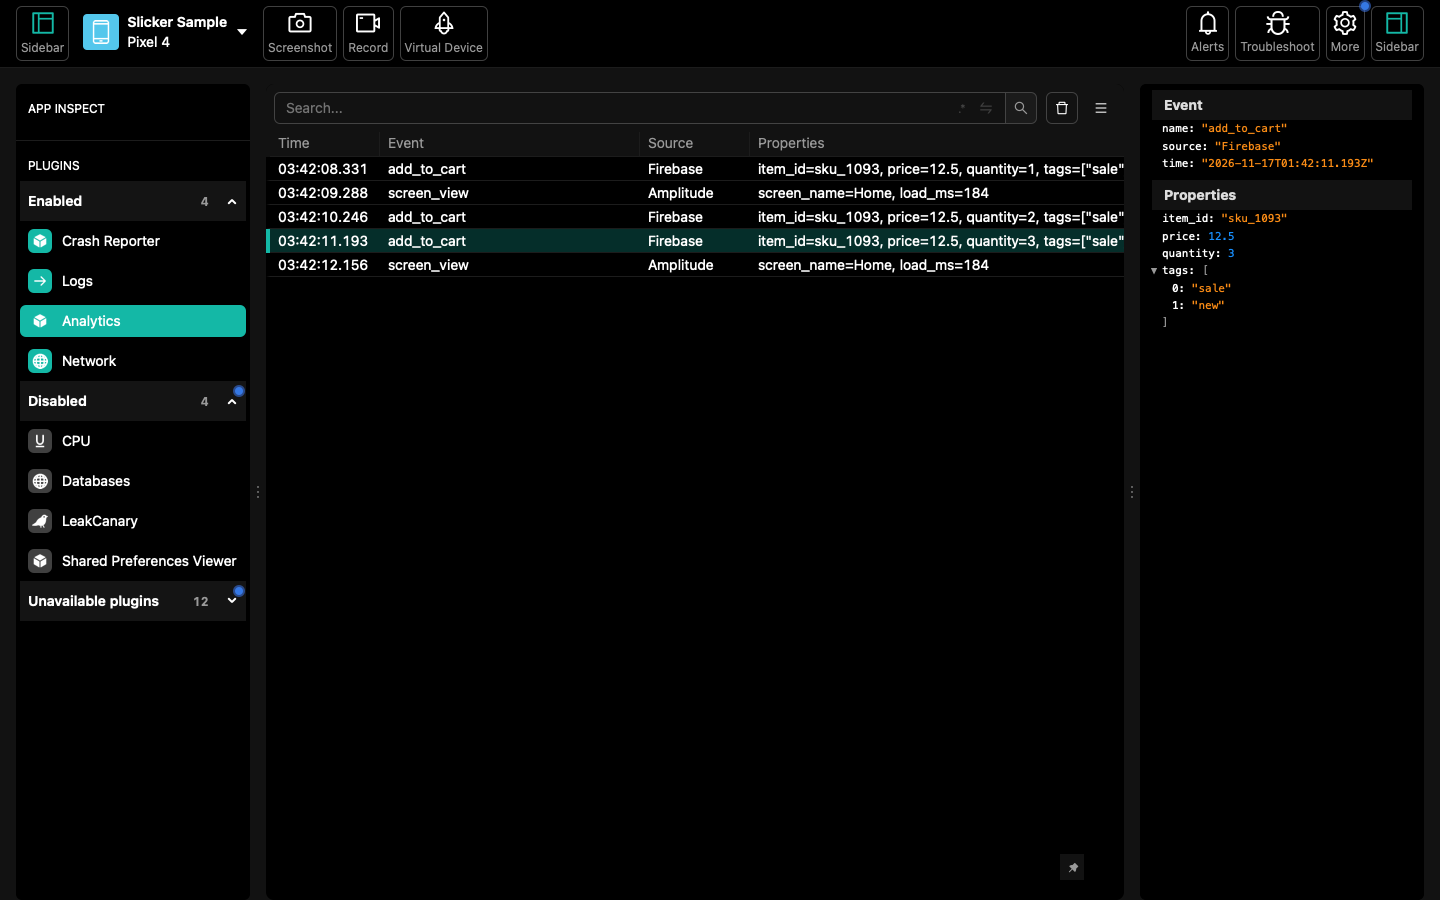 Sidebar
Slicker Sample
Pixel 4
Screenshot
Record
Virtual Device
Alerts
Troubleshoot
More
Sidebar
APP INSPECT
PLUGINS
Enabled 4
Crash Reporter
Logs
Analytics
Network
Disabled 4
CPU
Databases
LeakCanary
Shared Preferences Viewer
Unavailable plugins 12
Search...
.*
Time Event Source Properties
03:42:08.331 add_to_cart Firebase item_id=sku_1093, price=12.5, quantity=1, tags=["sale"
03:42:09.288 screen_view Amplitude screen_name=Home, load_ms=184
03:42:10.246 add_to_cart Firebase item_id=sku_1093, price=12.5, quantity=2, tags=["sale"
03:42:11.193 add_to_cart Firebase item_id=sku_1093, price=12.5, quantity=3, tags=["sale"
03:42:12.156 screen_view Amplitude screen_name=Home, load_ms=184
Event
name: "add_to_cart"
source: "Firebase"
time: "2026-11-17T01:42:11.193Z"
Properties
item_id: "sku_1093"
price: 12.5
quantity: 3
tags: [
0: "sale"
1: "new"
]